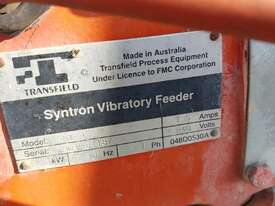 Made in Australia
Transfield Process Equipment
Under Licence to FMC Corporation
TRANSFIELD
Syntron Vibratory Feeder
Amps
Model
Volts
Serial
kW Hz Ph 048D0530A